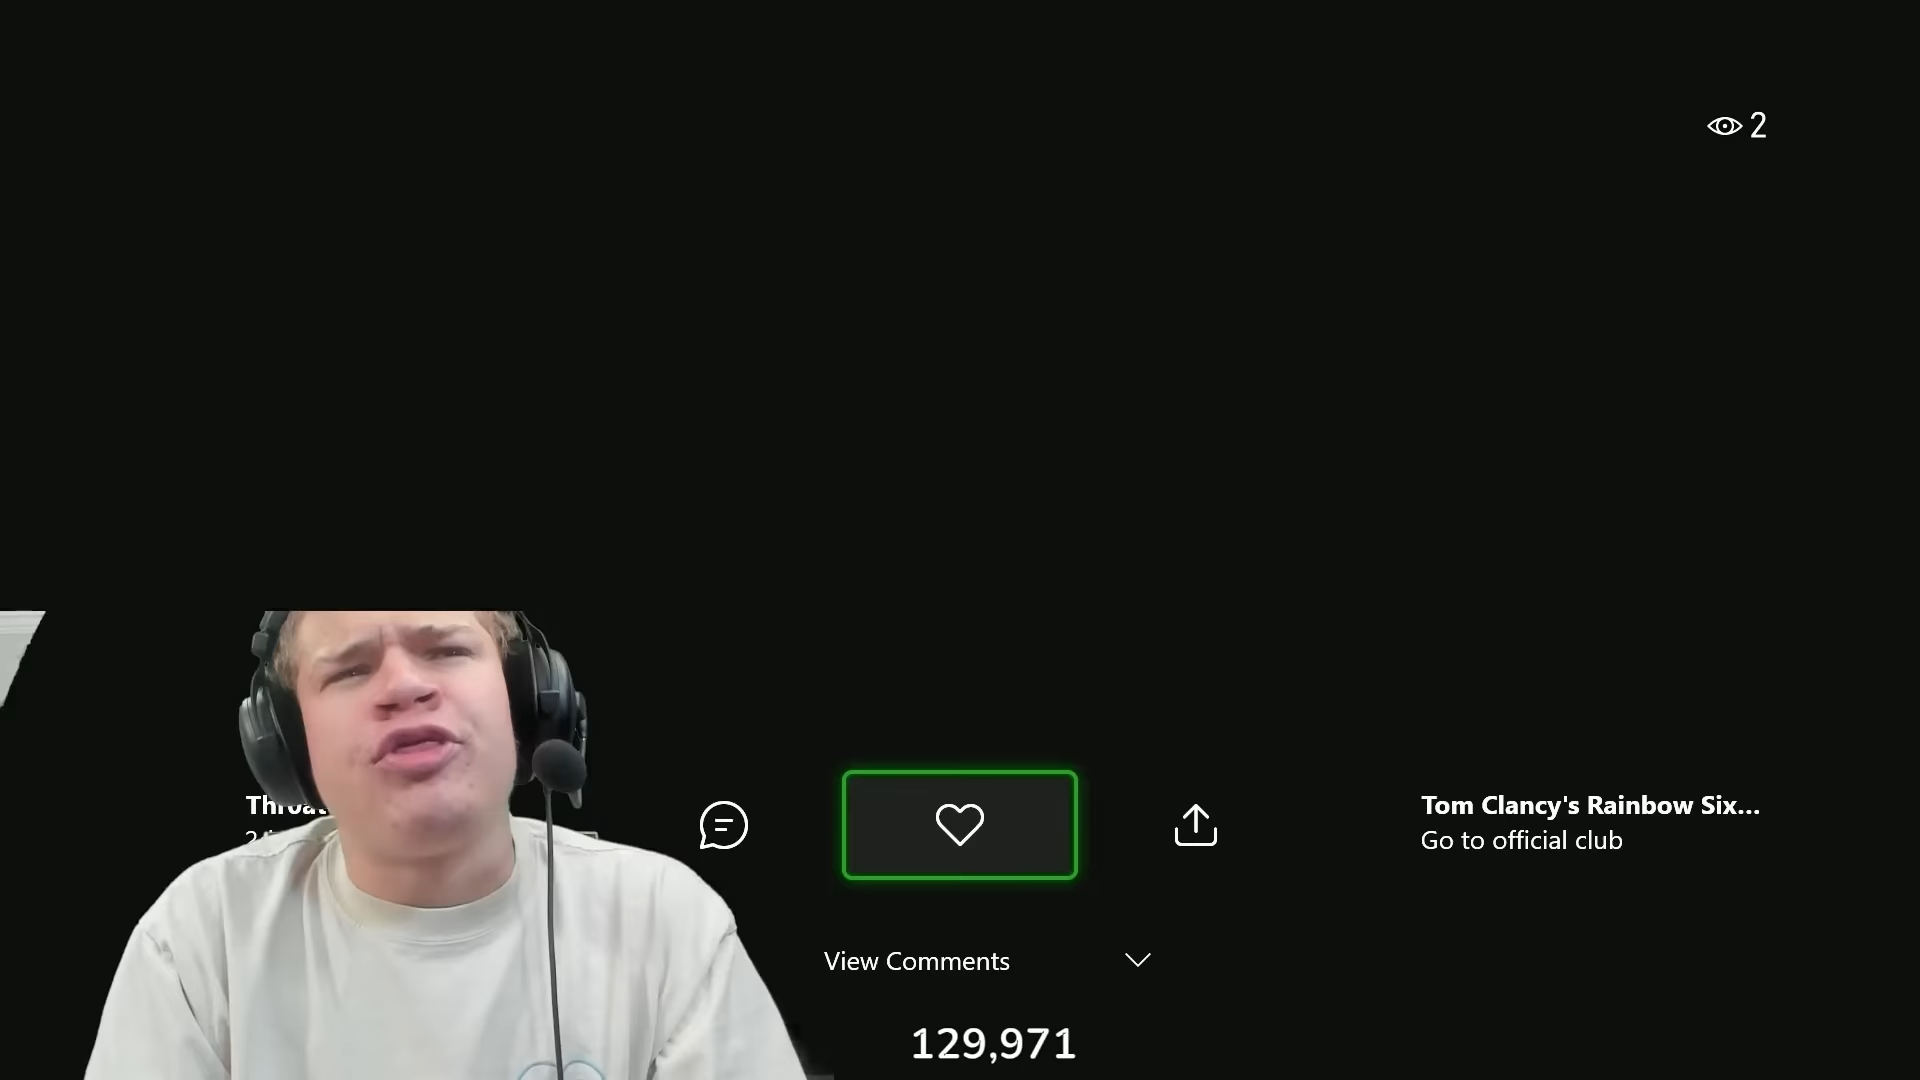 2
Tom Clancy's Rainbow Six...
Go to official club
View Comments
129,971